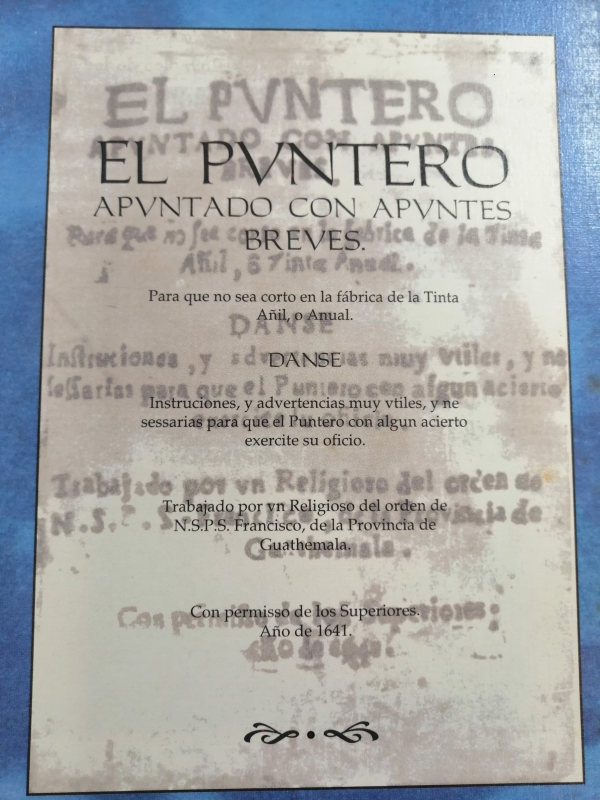 EL PVNTERO
APVNTADO CON APVNTES
BREVES.
Para que no sea corto en la fábrica de la Tinta
Añil, o Anual.
DANSE
Instruciones, y advertencias muy vtiles, y ne
sessarias para que el Puntero con algun acierto
exercite su oficio.
Trabajado por vn Religioso del orden de
N.S.P.S. Francisco, de la Provincia de
Guathemala.
Con permisso de los Superiores.
Año de 1641.